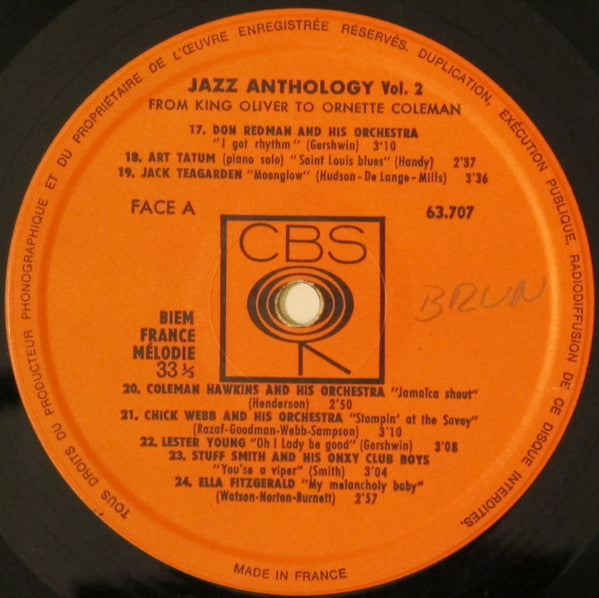 TOUS DROITS DU PRODUCTEUR PHONOGRAPHIQUE ET DU PROPRIÉTAIRE DE L'ŒUVRE ENREGISTRÉE RÉSERVÉS. DUPLICATION, EXÉCUTION PUBLIQUE, RADIODIFFUSION DE CE DISQUE INTERDITES.
JAZZ ANTHOLOGY Vol. 2
FROM KING OLIVER TO ORNETTE COLEMAN
17. DON REDMAN AND HIS ORCHESTRA
"I got rhythm" (Gershwin) 3'10
18. ART TATUM (piano solo) "Saint Louis blues" (Handy) 2'37
19. JACK TEAGARDEN "Moonglow" (Hudson - De Lange - Mills) 3'36
FACE A
63.707
CBS
BRUN
BIEM
FRANCE
MÉLODIE
33 ⅓
20. COLEMAN HAWKINS AND HIS ORCHESTRA "Jamaïca shout"
(Henderson) 2'50
21. CHICK WEBB AND HIS ORCHESTRA "Stompin' at the Savoy"
(Razaf-Goodman-Webb-Sampson) 3'10
22. LESTER YOUNG "Oh ! Lady be good" (Gershwin) 3'08
23. STUFF SMITH AND HIS ONXY CLUB BOYS
"You'se a viper" (Smith) 3'04
24. ELLA FITZGERALD "My melancholy baby"
(Watson-Norton-Burnett) 2'57
MADE IN FRANCE